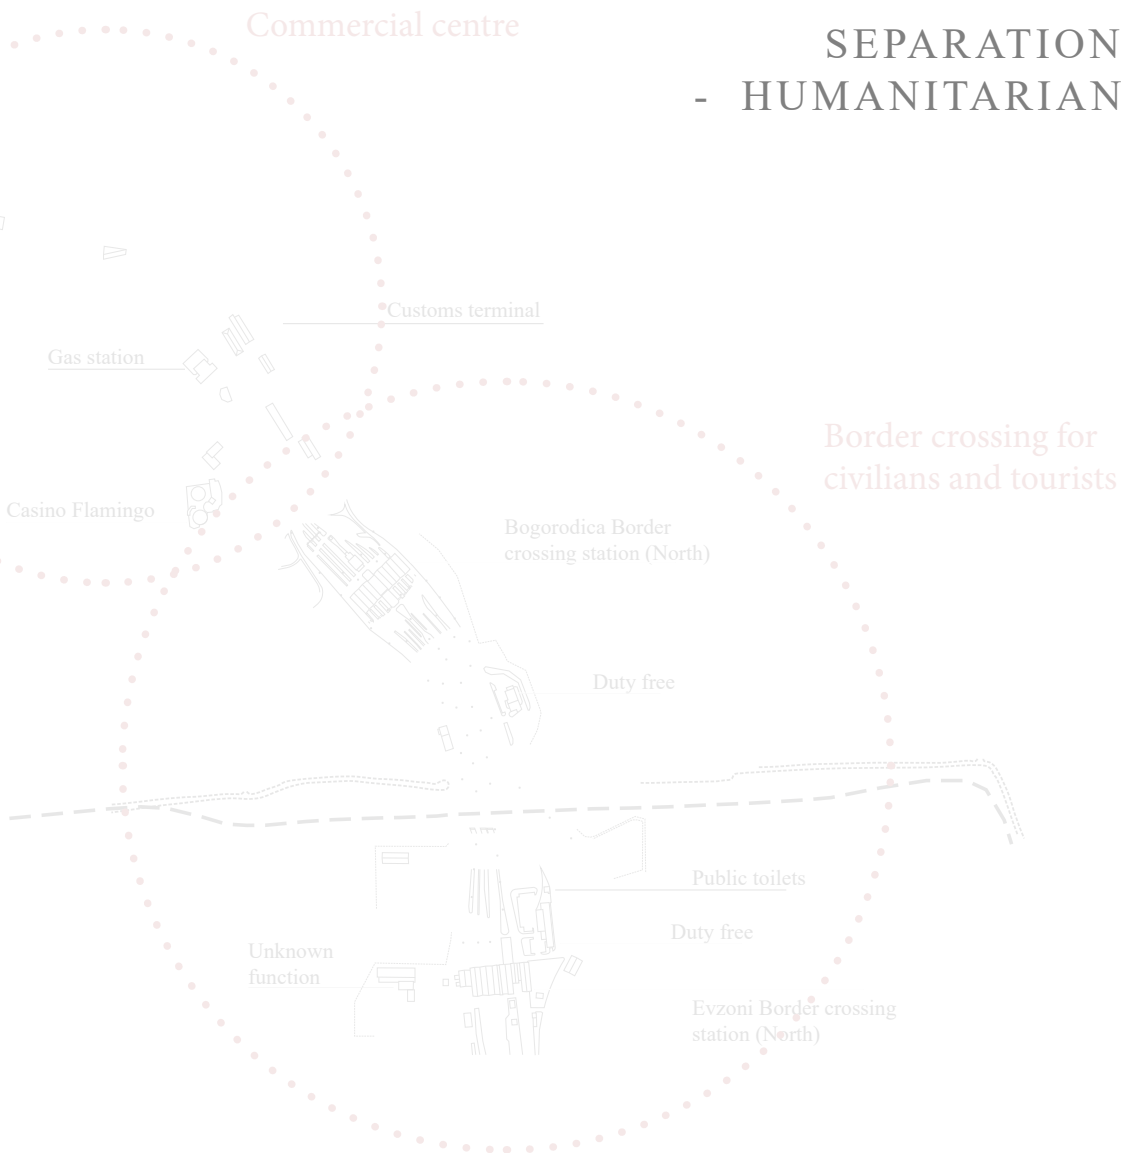 Commercial centre
SEPARATION
- HUMANITARIAN
Customs terminal
Gas station
Border crossing for
civilians and tourists
Casino Flamingo
Bogorodica Border
crossing station (North)
Duty free
Public toilets
Duty free
Unknown
function
Evzoni Border crossing
station (North)